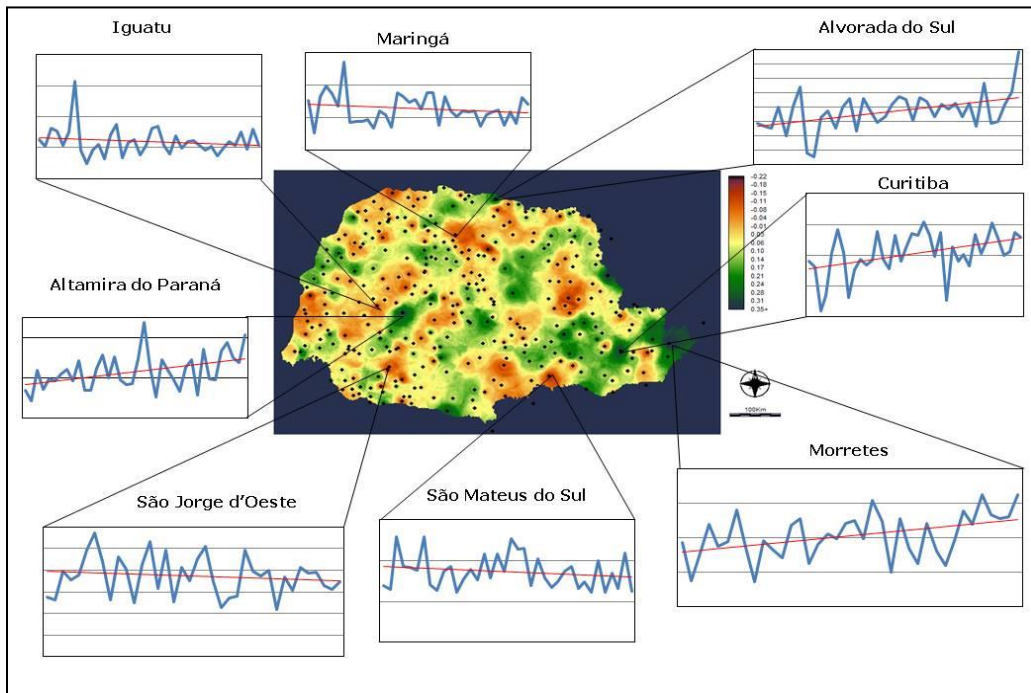 Iguatu
Maringá
Alvorada do Sul
Curitiba
-0.22
-0.18
-0.15
-0.11
-0.08
-0.04
-0.01
0.03
0.06
0.10
0.14
0.17
0.21
0.24
0.28
0.31
0.35+
Altamira do Paraná
100Km
Morretes
São Jorge d'Oeste
São Mateus do Sul